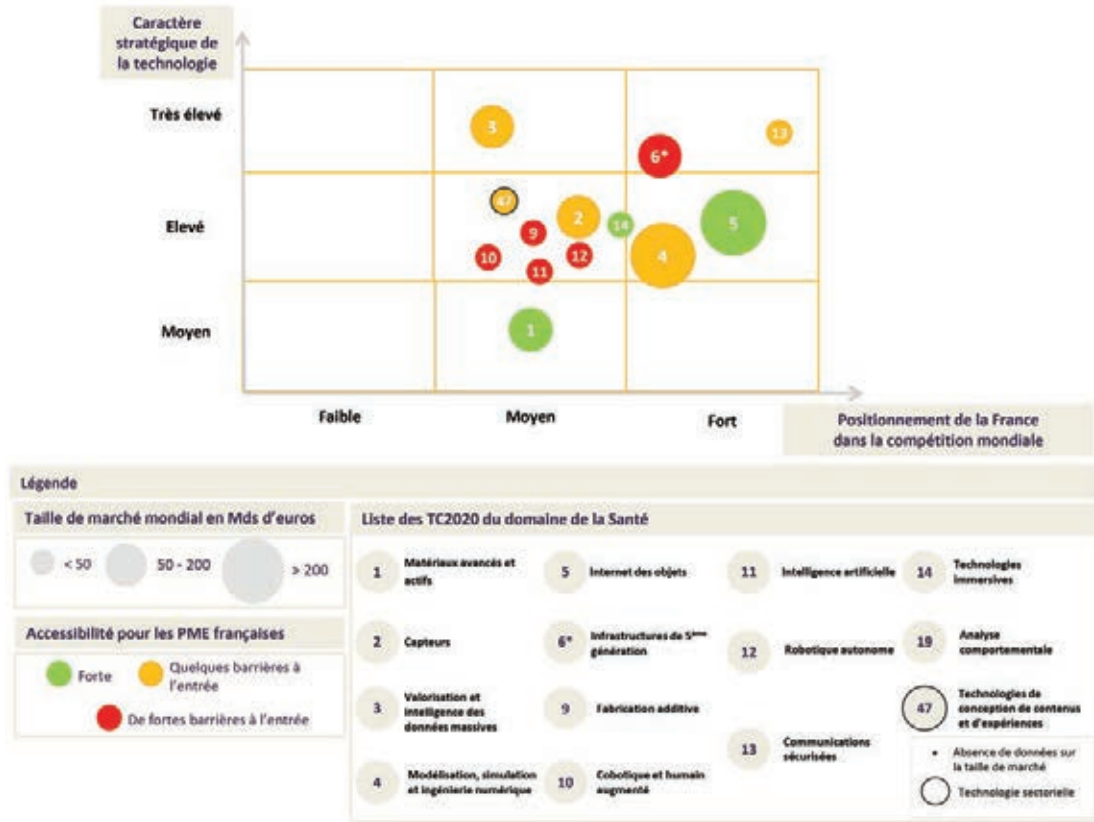 Caractère
stratégique de
la technologie
Très élevé
3
13
6*
47
Elevé
2
14
5
9
4
10
12
11
Moyen
1
Faible
Moyen
Fort
Positionnement de la France
dans la compétition mondiale
Légende
Taille de marché mondial en Mds d'euros
< 50
50 - 200
> 200
Accessibilité pour les PME françaises
Forte
Quelques barrières à
l'entrée
De fortes barrières à l'entrée
Liste des TC2020 du domaine de la Santé
1 Matériaux avancés et
actifs
5 Internet des objets
11 Intelligence artificielle
14 Technologies
immersives
2 Capteurs
6* Infrastructures de 5ème
génération
12 Robotique autonome
19 Analyse
comportementale
3 Valorisation et
intelligence des
données massives
9 Fabrication additive
13 Communications
sécurisées
47 Technologies de
conception de contenus
et d'expériences
4 Modélisation, simulation
et ingénierie numérique
10 Cobotique et humain
augmenté
• Absence de données sur
la taille de marché
Technologie sectorielle